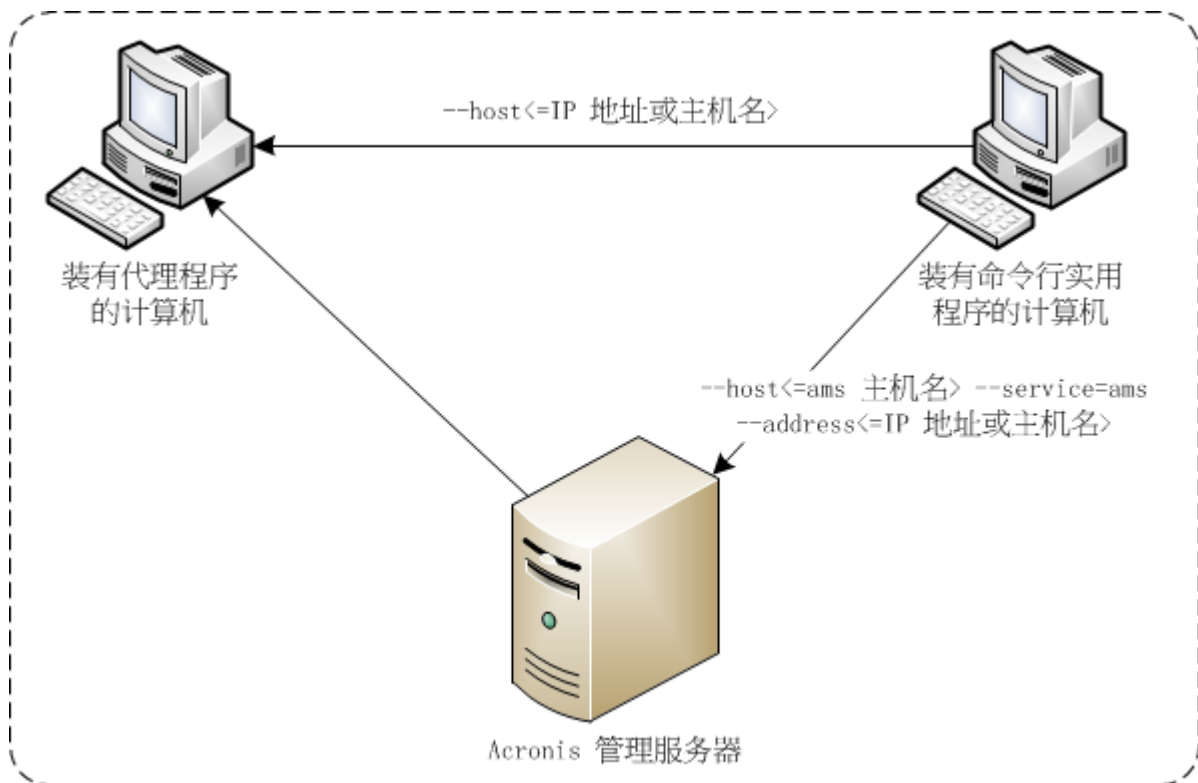 --host<=IP 地址或主机名>
装有代理程序
的计算机
装有命令行实用
程序的计算机
--host<=ams 主机名> --service=ams
--address<=IP 地址或主机名>
Acronis 管理服务器